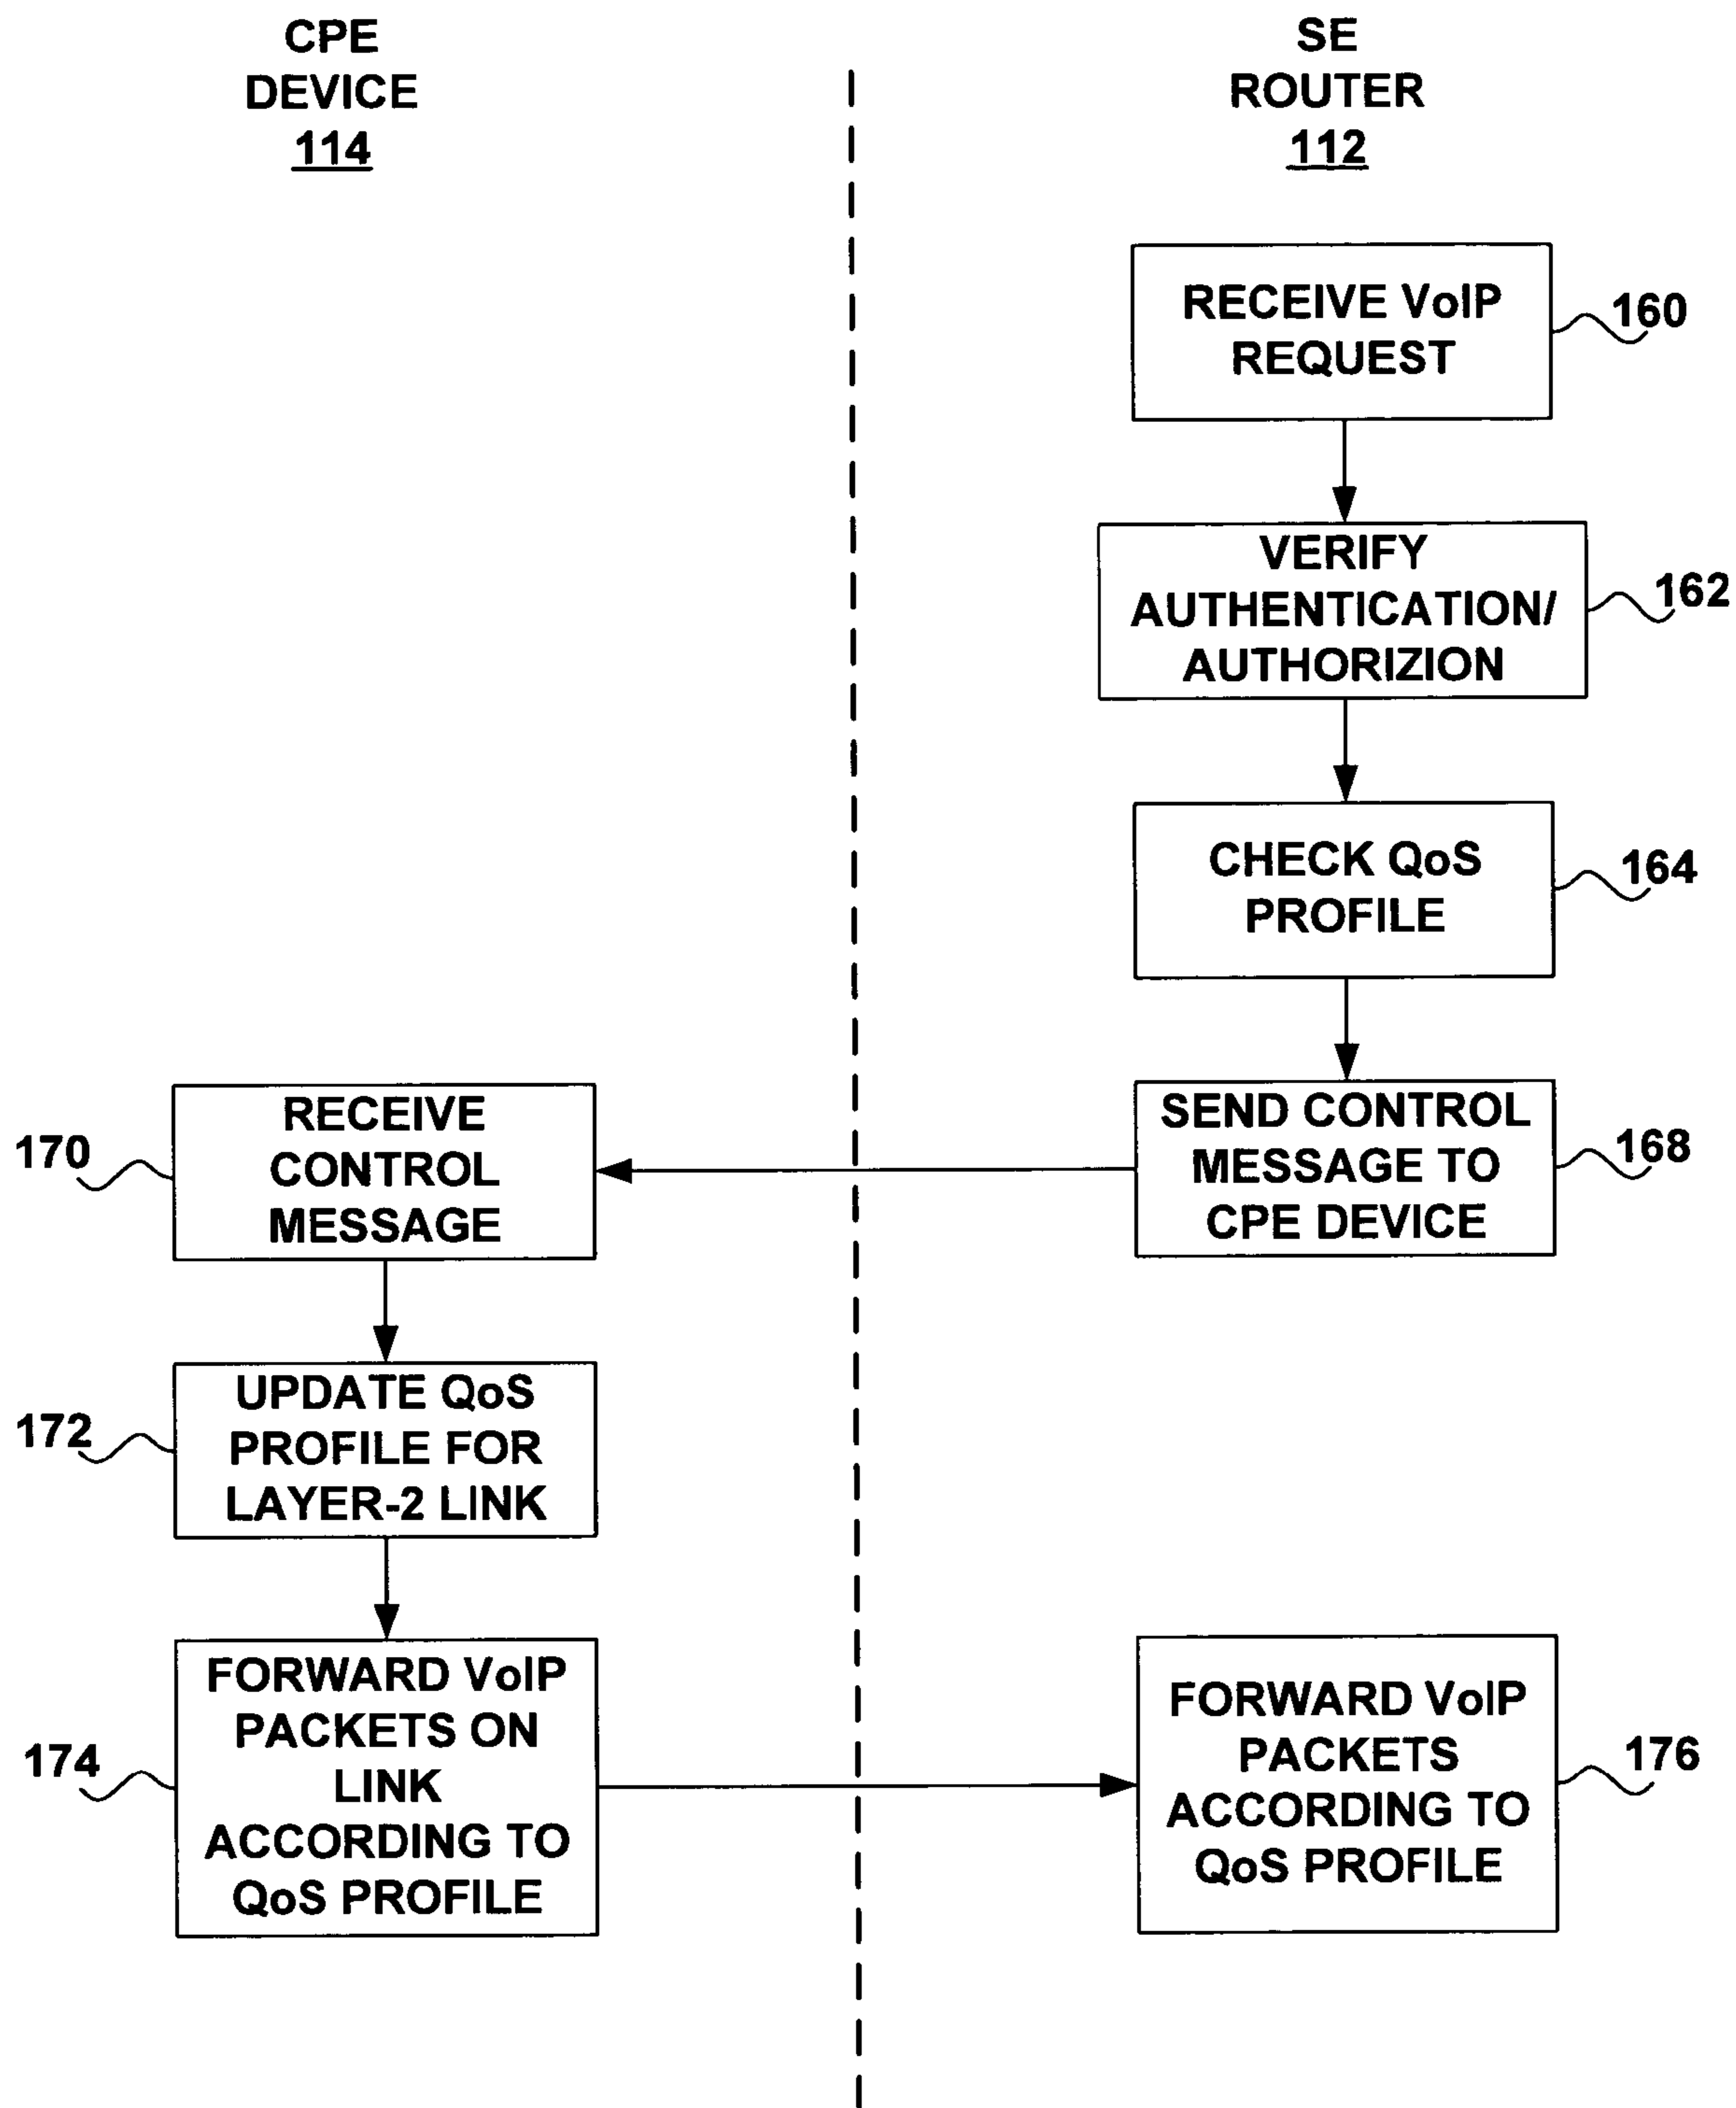 CPE
DEVICE
114
SE
ROUTER
112
RECEIVE VoIP
REQUEST
160
VERIFY
AUTHENTICATION/
AUTHORIZION
162
CHECK QoS
PROFILE
164
SEND CONTROL
MESSAGE TO
CPE DEVICE
168
RECEIVE
CONTROL
MESSAGE
170
UPDATE QoS
PROFILE FOR
LAYER-2 LINK
172
FORWARD VoIP
PACKETS ON
LINK
ACCORDING TO
QoS PROFILE
174
FORWARD VoIP
PACKETS
ACCORDING TO
QoS PROFILE
176